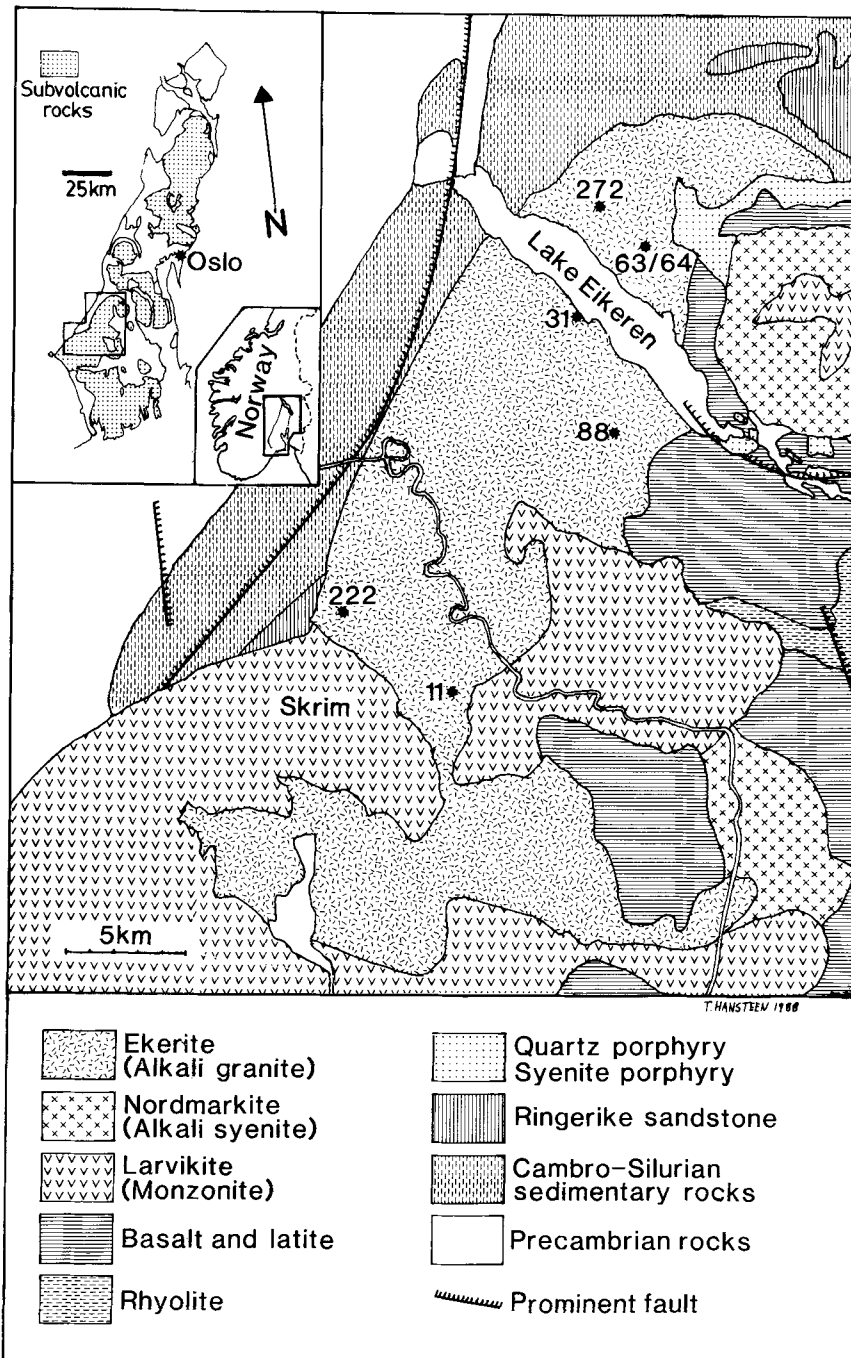 Subvolcanic
rocks
25km
N
Oslo
Norway
272
63/64
Lake Eikeren
31
88
222
11
Skrim
5km
T. HANSTEEN 1988
Ekerite
(Alkali granite)
Nordmarkite
(Alkali syenite)
Larvikite
(Monzonite)
Basalt and latite
Rhyolite
Quartz porphyry
Syenite porphyry
Ringerike sandstone
Cambro-Silurian
sedimentary rocks
Precambrian rocks
Prominent fault